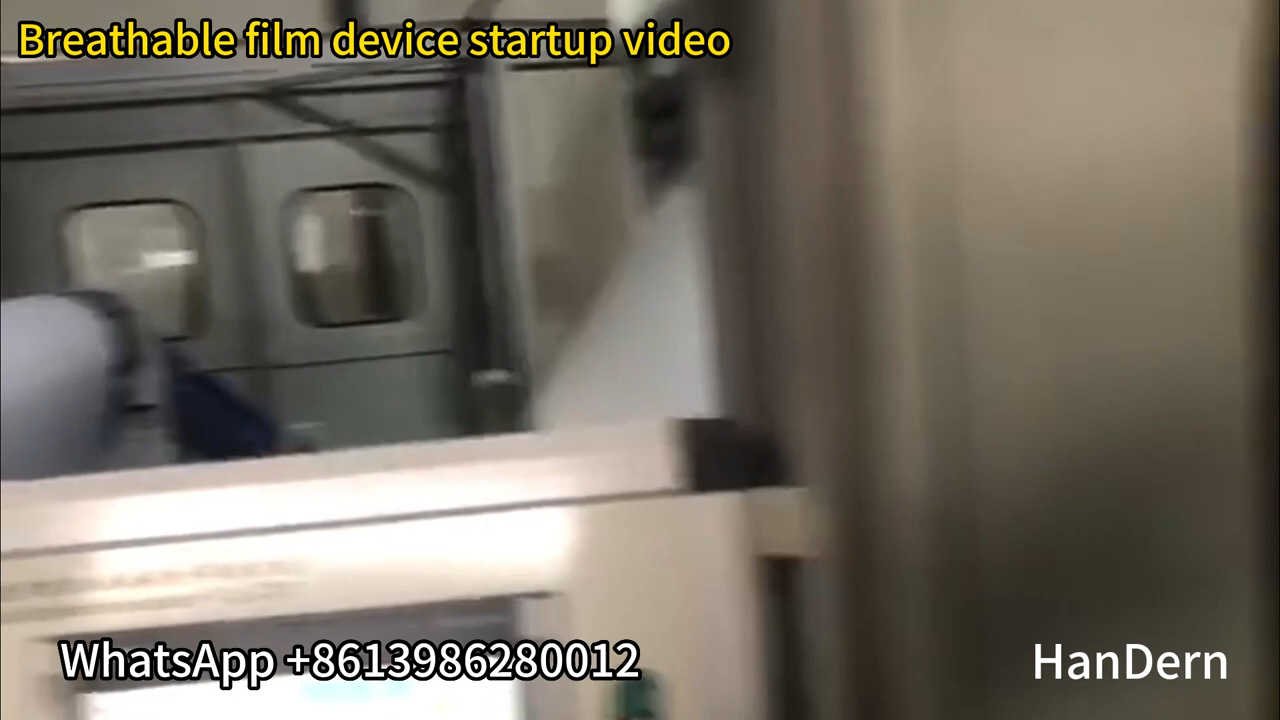 Breathable film device startup video
WhatsApp +8613986280012
HanDern